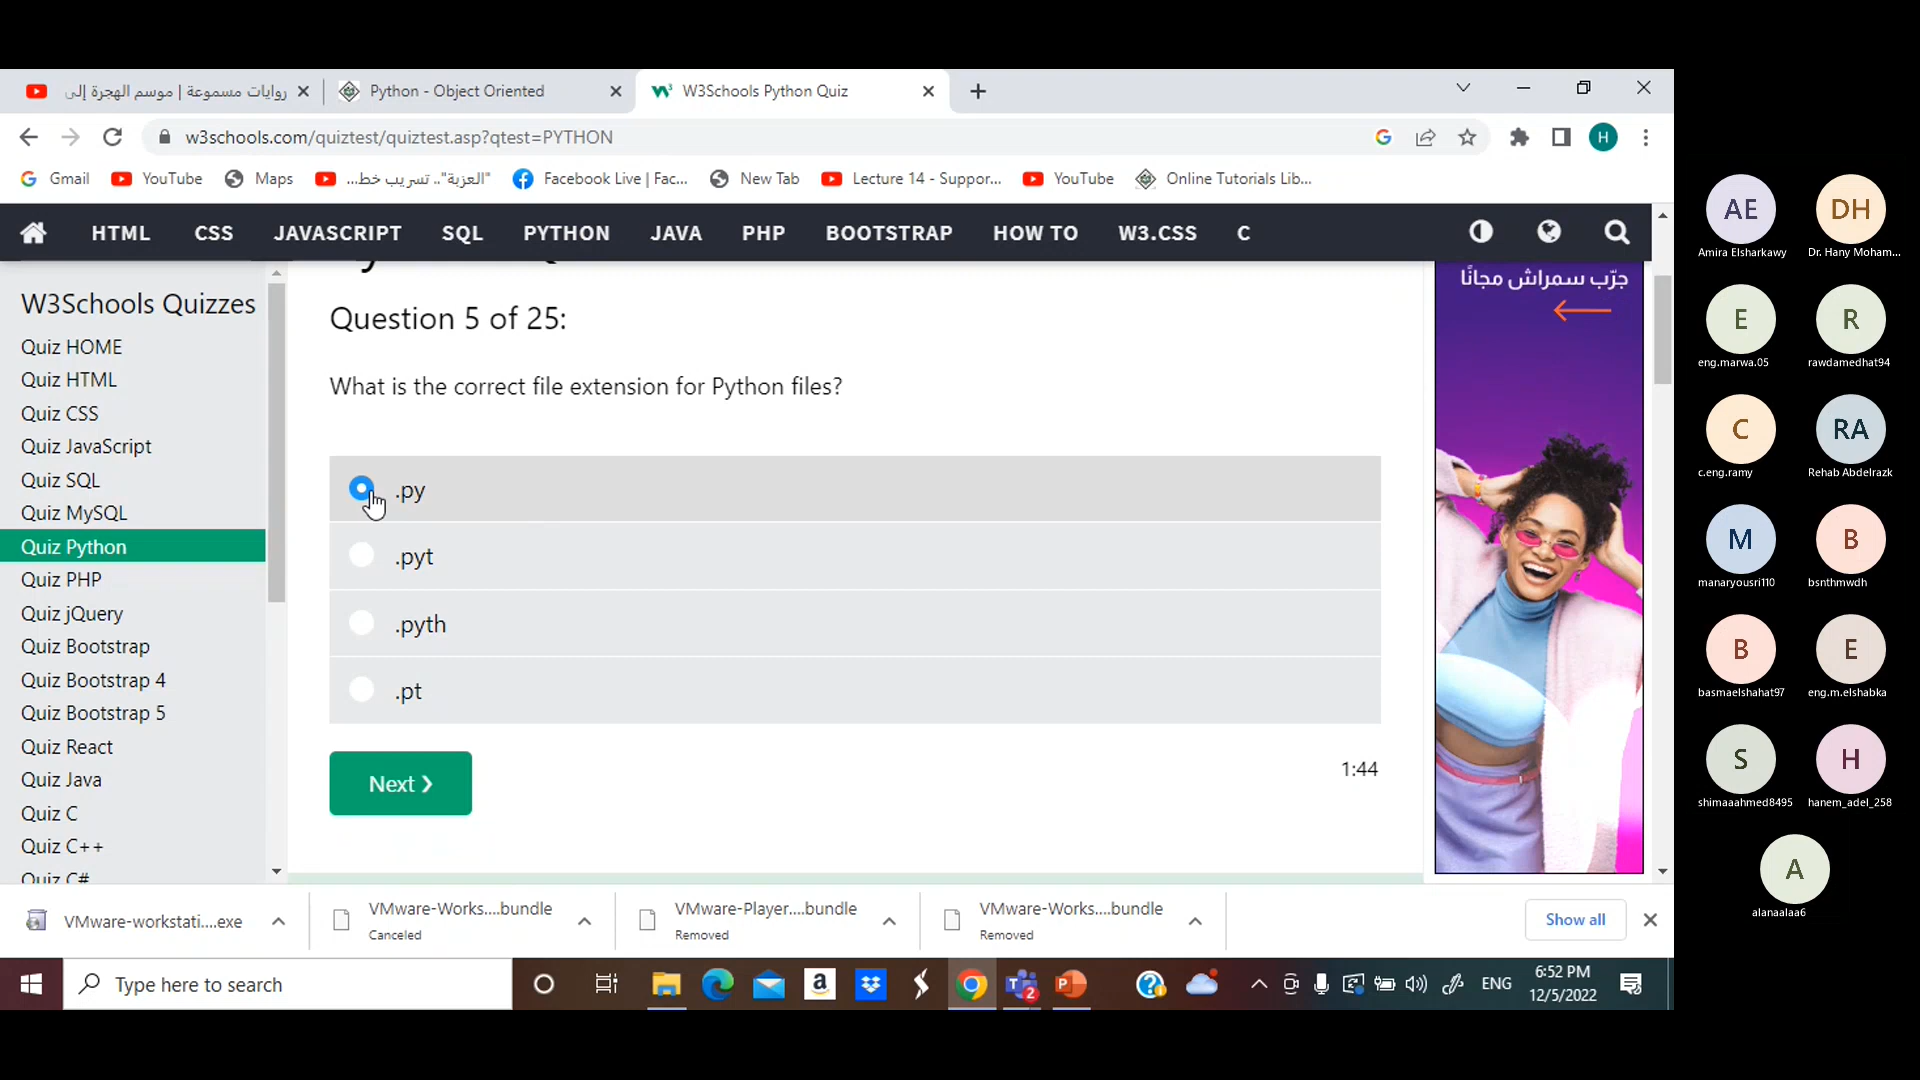 روايات مسموعة | موسم الهجرة إلى
Python - Object Oriented
W3Schools Python Quiz
w3schools.com/quiztest/quiztest.asp?qtest=PYTHON
H
Gmail
YouTube
Maps
"العزبة".. تسريب خط...
Facebook Live | Fac...
New Tab
Lecture 14 - Suppor...
YouTube
Online Tutorials Lib...
HTML
CSS
JAVASCRIPT
SQL
PYTHON
JAVA
PHP
BOOTSTRAP
HOW TO
W3.CSS
C
W3Schools Quizzes
Quiz HOME
Quiz HTML
Quiz CSS
Quiz JavaScript
Quiz SQL
Quiz MySQL
Quiz Python
Quiz PHP
Quiz jQuery
Quiz Bootstrap
Quiz Bootstrap 4
Quiz Bootstrap 5
Quiz React
Quiz Java
Quiz C
Quiz C++
Quiz C#
Question 5 of 25:
What is the correct file extension for Python files?
.py
.pyt
.pyth
.pt
Next ❯
1:44
جرّب سمراش مجانًا
VMware-workstati....exe
VMware-Works....bundle
Canceled
VMware-Player....bundle
Removed
VMware-Works....bundle
Removed
Show all
Type here to search
2
ENG
6:52 PM
12/5/2022
AE
Amira Elsharkawy
DH
Dr. Hany Moham...
E
eng.marwa.05
R
rawdamedhat94
C
c.eng.ramy
RA
Rehab Abdelrazk
M
manaryousri110
B
bsnthmwdh
B
basmaelshahat97
E
eng.m.elshabka
S
shimaaahmed8495
H
hanem_adel_258
A
alanaalaa6